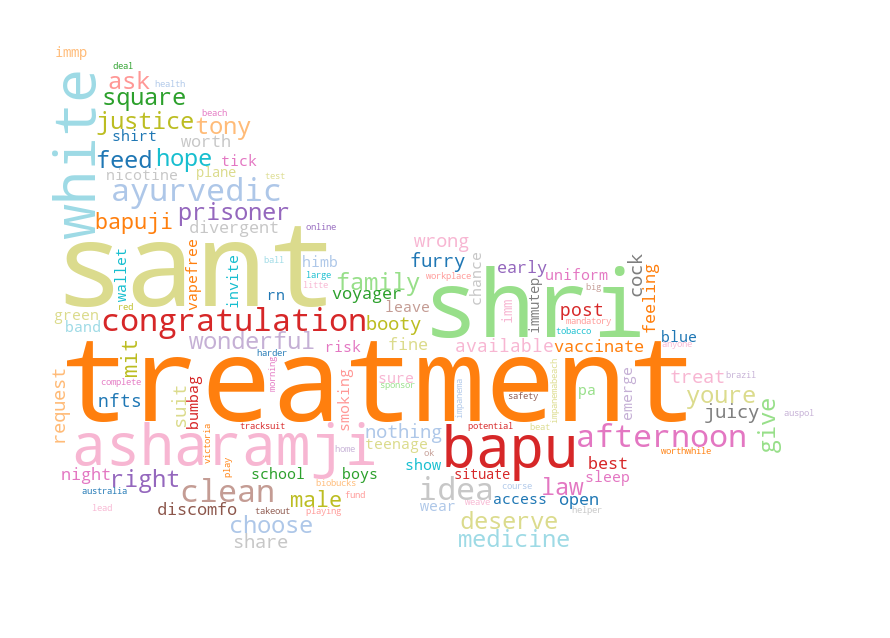 immp
deal
ask
health
white
square
beach
justice
tony
shirt
worth
feed
hope
tick
nicotine
plane
test
ayurvedic
prisoner
bapuji
divergent
online
sant
wrong
cock
vapefree
wallet
invite
ball
himb
furry
chance
early
large
family
workplace
uniform
feeling
rn
litte
voyager
shri
immutep
big
red
leave
imm
post
green
congratulation
booty
mandatory
band
tobacco
blue
wonderful
risk
fine
available
vaccinate
anyone
mit
harder
treatment
morning
complete
suit
bumbag
smoking
sure
sponsor
impanema
impanemabeach
emerge
treat
brazil
request
nfts
safety
pa
youre
juicy
auspol
give
tracksuit
potential
beat
asharamji
victoria
nothing
bapu
afternoon
teenage
home
ok
worthwhile
play
show
best
night
right
school
boys
situate
sleep
australia
clean
biobucks
idea
course
law
male
fund
wear
weave
access
open
lead
discomfo
takeout
playing
helper
choose
deserve
share
medicine